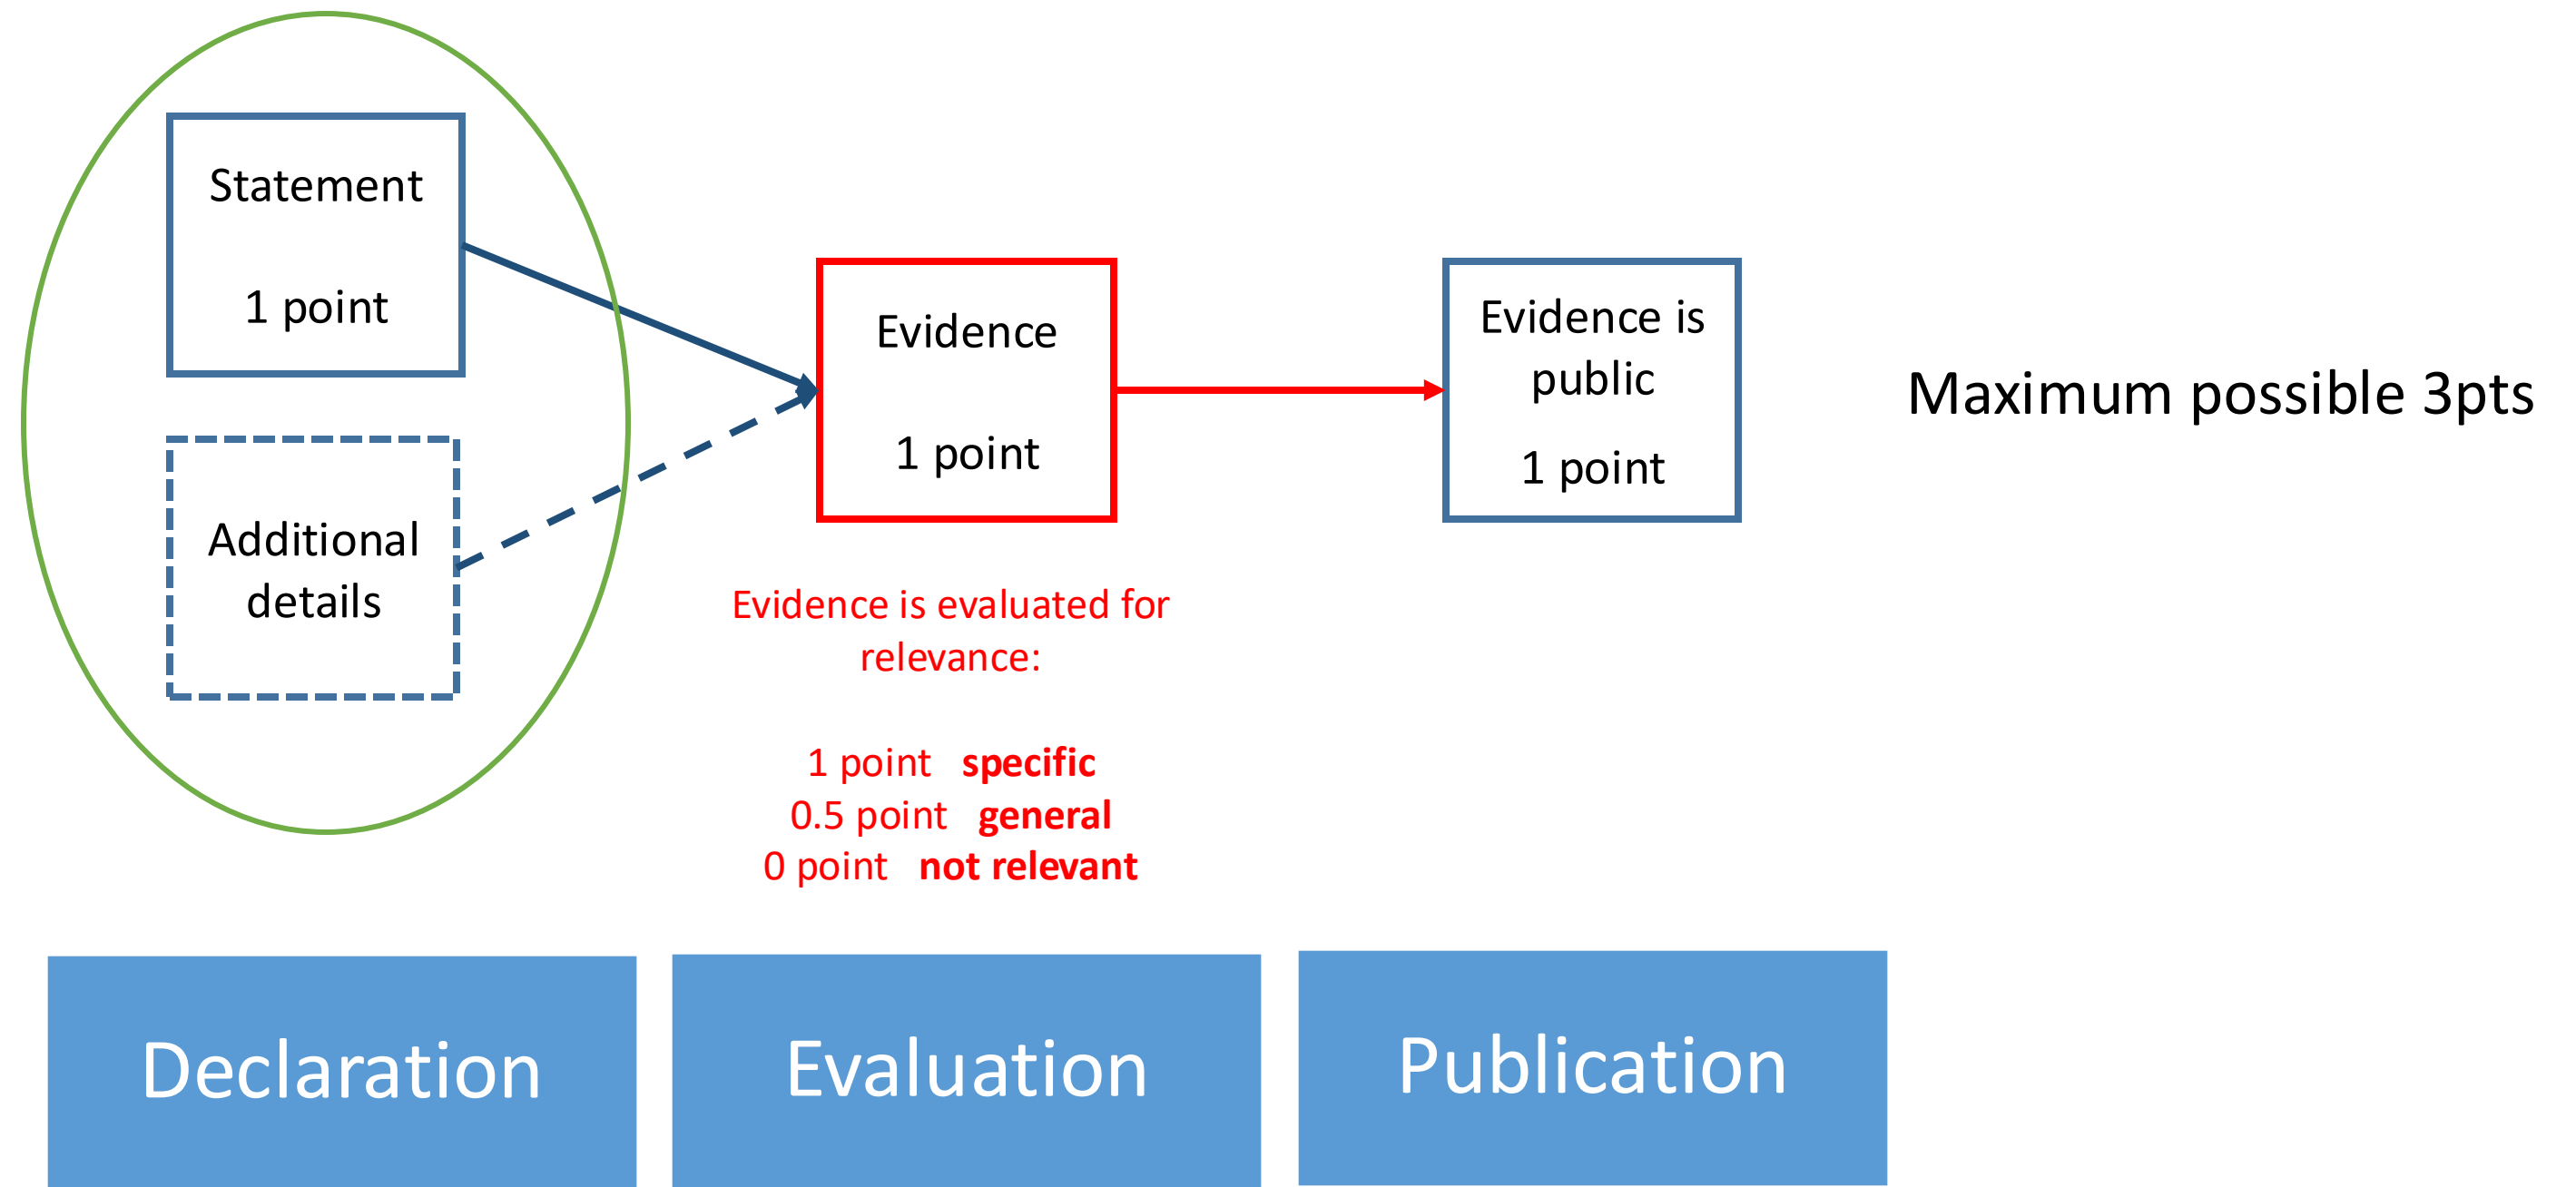 Statement
1 point
Additional
details
Evidence
1 point
Evidence is evaluated for
relevance:
1 point specific
0.5 point general
0 point not relevant
Evidence is
public
1 point
Maximum possible 3pts
Declaration
Evaluation
Publication